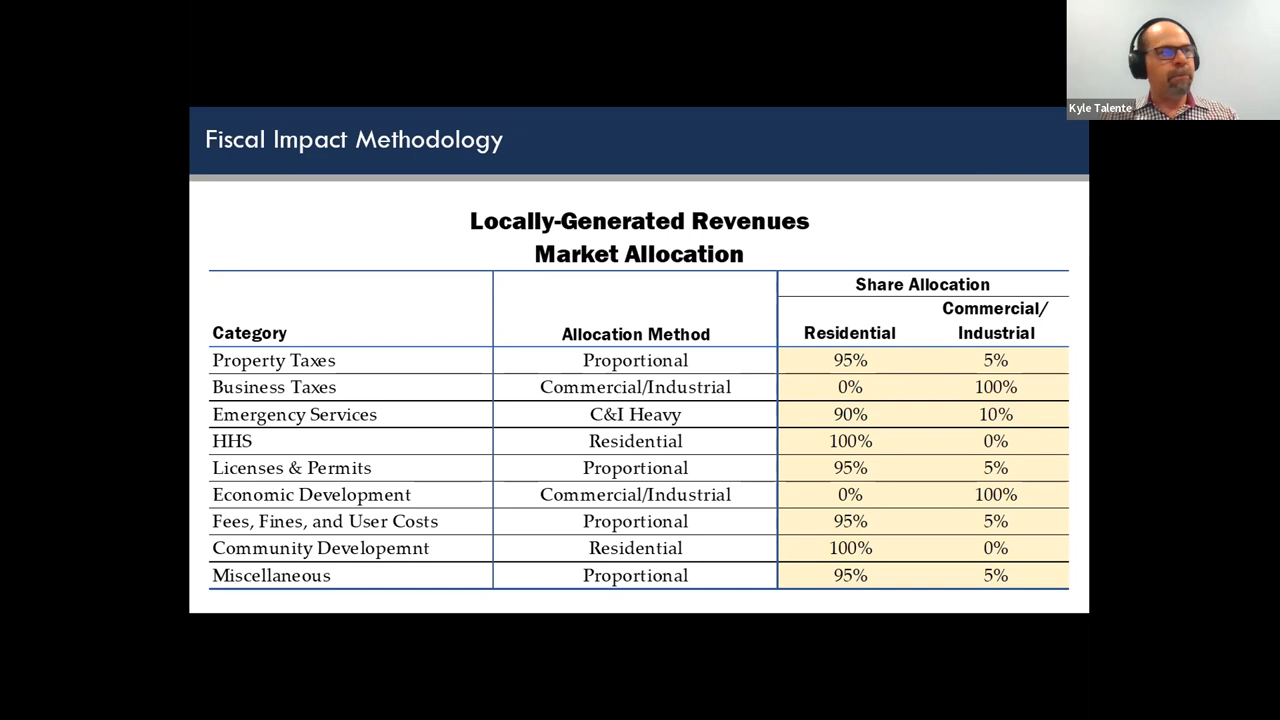 Kyle Talente
Fiscal Impact Methodology
Locally-Generated Revenues
Market Allocation
Share Allocation
Category Allocation Method Residential Commercial/ Industrial
Property Taxes Proportional 95% 5%
Business Taxes Commercial/Industrial 0% 100%
Emergency Services C&I Heavy 90% 10%
HHS Residential 100% 0%
Licenses & Permits Proportional 95% 5%
Economic Development Commercial/Industrial 0% 100%
Fees, Fines, and User Costs Proportional 95% 5%
Community Developemnt Residential 100% 0%
Miscellaneous Proportional 95% 5%